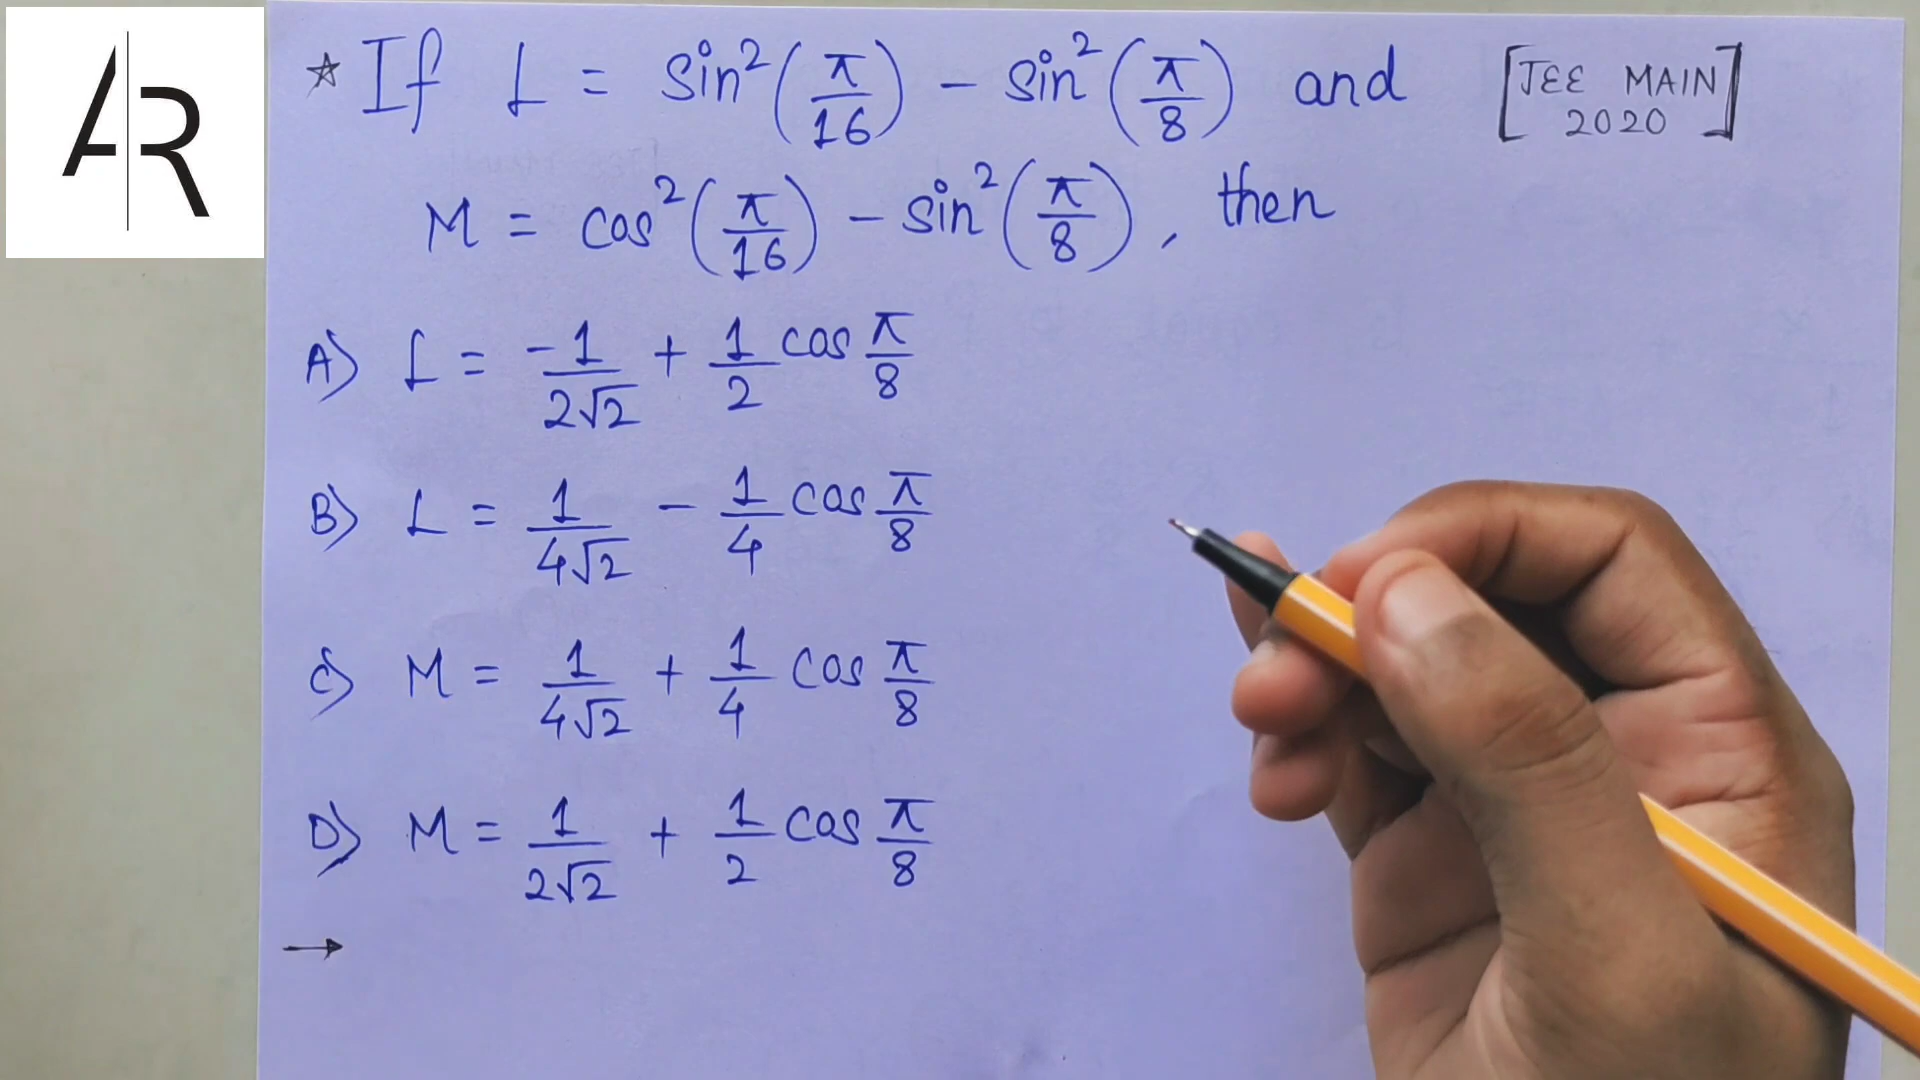 AR
* If L = sin²(π/16) - sin²(π/8) and [JEE MAIN 2020]
M = cos²(π/16) - sin²(π/8), then
A) L = -1/2√2 + 1/2 cos π/8
B) L = 1/4√2 - 1/4 cos π/8
C) M = 1/4√2 + 1/4 cos π/8
D) M = 1/2√2 + 1/2 cos π/8
→